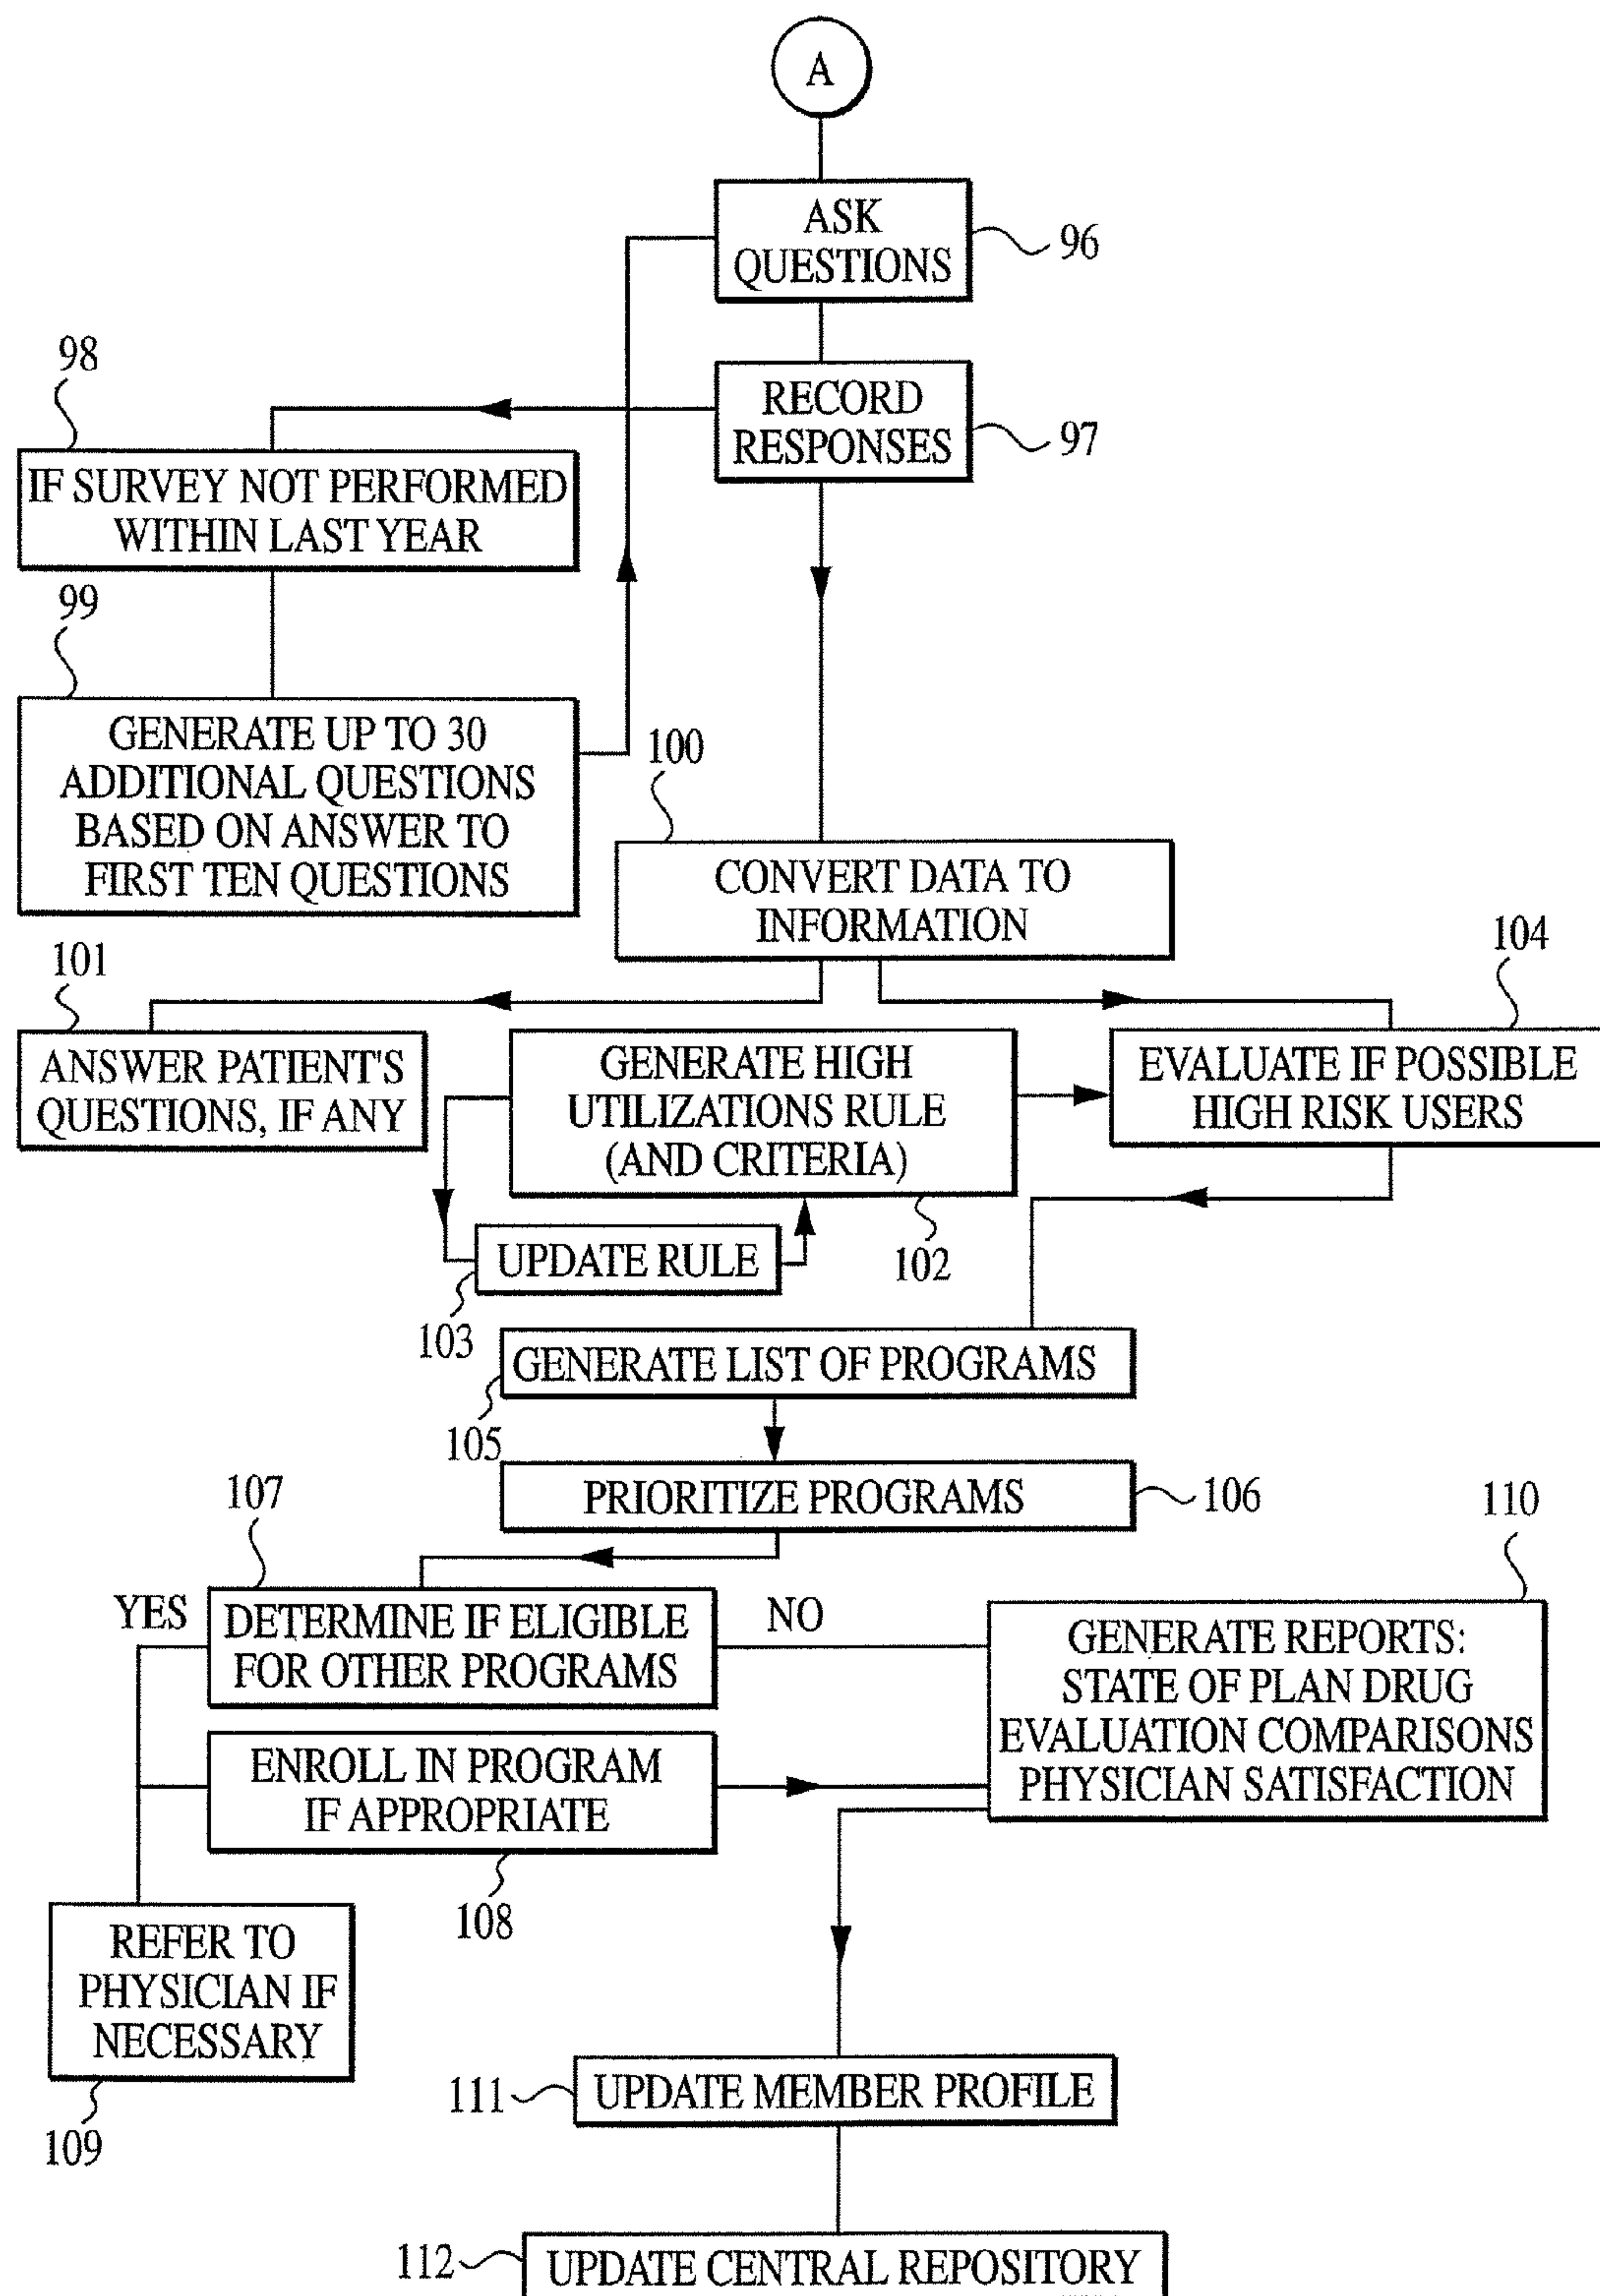 A
ASK
QUESTIONS
96
98
RECORD
RESPONSES
97
IF SURVEY NOT PERFORMED
WITHIN LAST YEAR
99
GENERATE UP TO 30
ADDITIONAL QUESTIONS
BASED ON ANSWER TO
FIRST TEN QUESTIONS
100
CONVERT DATA TO
INFORMATION
101
104
ANSWER PATIENT'S
QUESTIONS, IF ANY
GENERATE HIGH
UTILIZATIONS RULE
(AND CRITERIA)
EVALUATE IF POSSIBLE
HIGH RISK USERS
UPDATE RULE
102
103
GENERATE LIST OF PROGRAMS
105
PRIORITIZE PROGRAMS
106
107
110
YES
DETERMINE IF ELIGIBLE
FOR OTHER PROGRAMS
NO
GENERATE REPORTS:
STATE OF PLAN DRUG
EVALUATION COMPARISONS
PHYSICIAN SATISFACTION
ENROLL IN PROGRAM
IF APPROPRIATE
108
REFER TO
PHYSICIAN IF
NECESSARY
109
111
UPDATE MEMBER PROFILE
112
UPDATE CENTRAL REPOSITORY